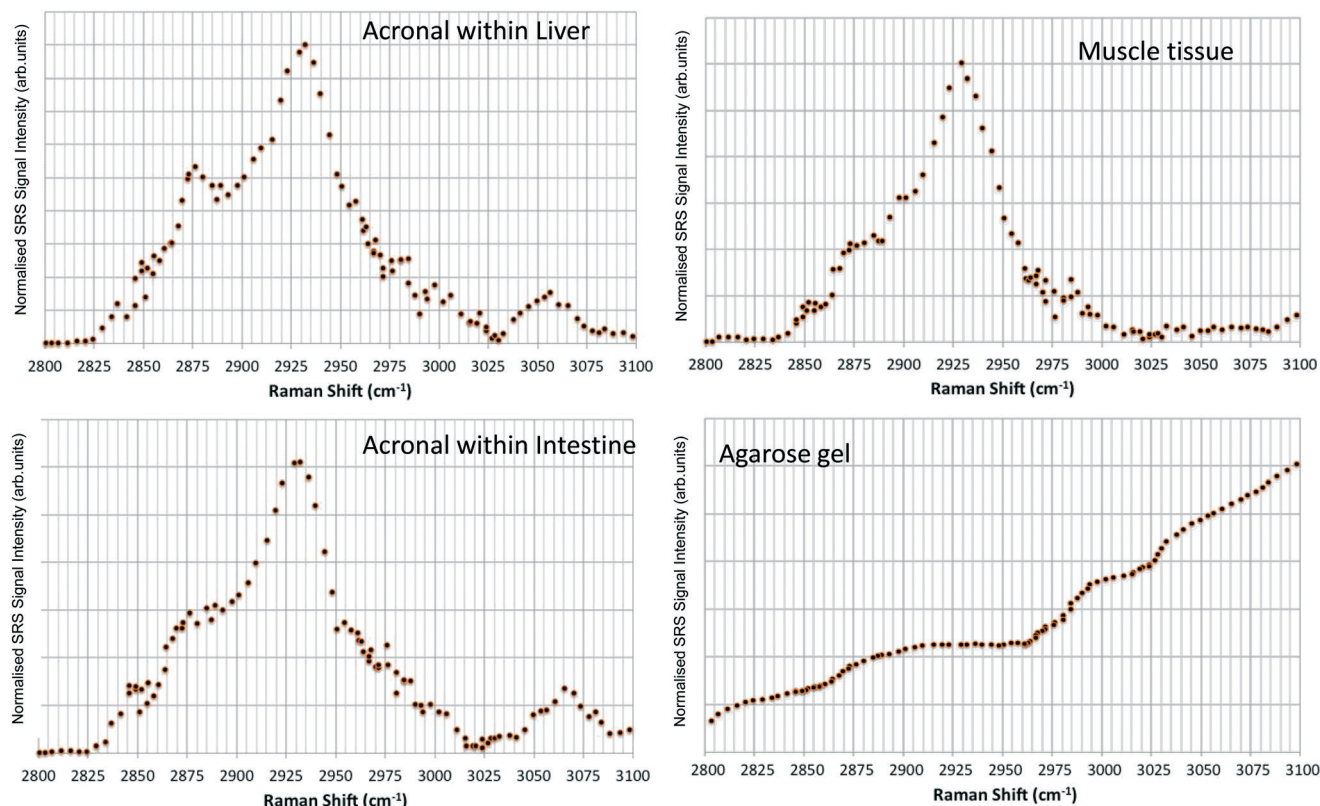 Acronal within Liver
Normalised SRS Signal Intensity (arb.units)
2800 2825 2850 2875 2900 2925 2950 2975 3000 3025 3050 3075 3100
Raman Shift (cm⁻¹)
Muscle tissue
Normalised SRS Signal Intensity (arb.units)
2800 2825 2850 2875 2900 2925 2950 2975 3000 3025 3050 3075 3100
Raman Shift (cm⁻¹)
Acronal within Intestine
Normalised SRS Signal Intensity (arb.units)
2800 2825 2850 2875 2900 2925 2950 2975 3000 3025 3050 3075 3100
Raman Shift (cm⁻¹)
Agarose gel
Normalised SRS Signal Intensity (arb.units)
2800 2825 2850 2875 2900 2925 2950 2975 3000 3025 3050 3075 3100
Raman Shift (cm⁻¹)